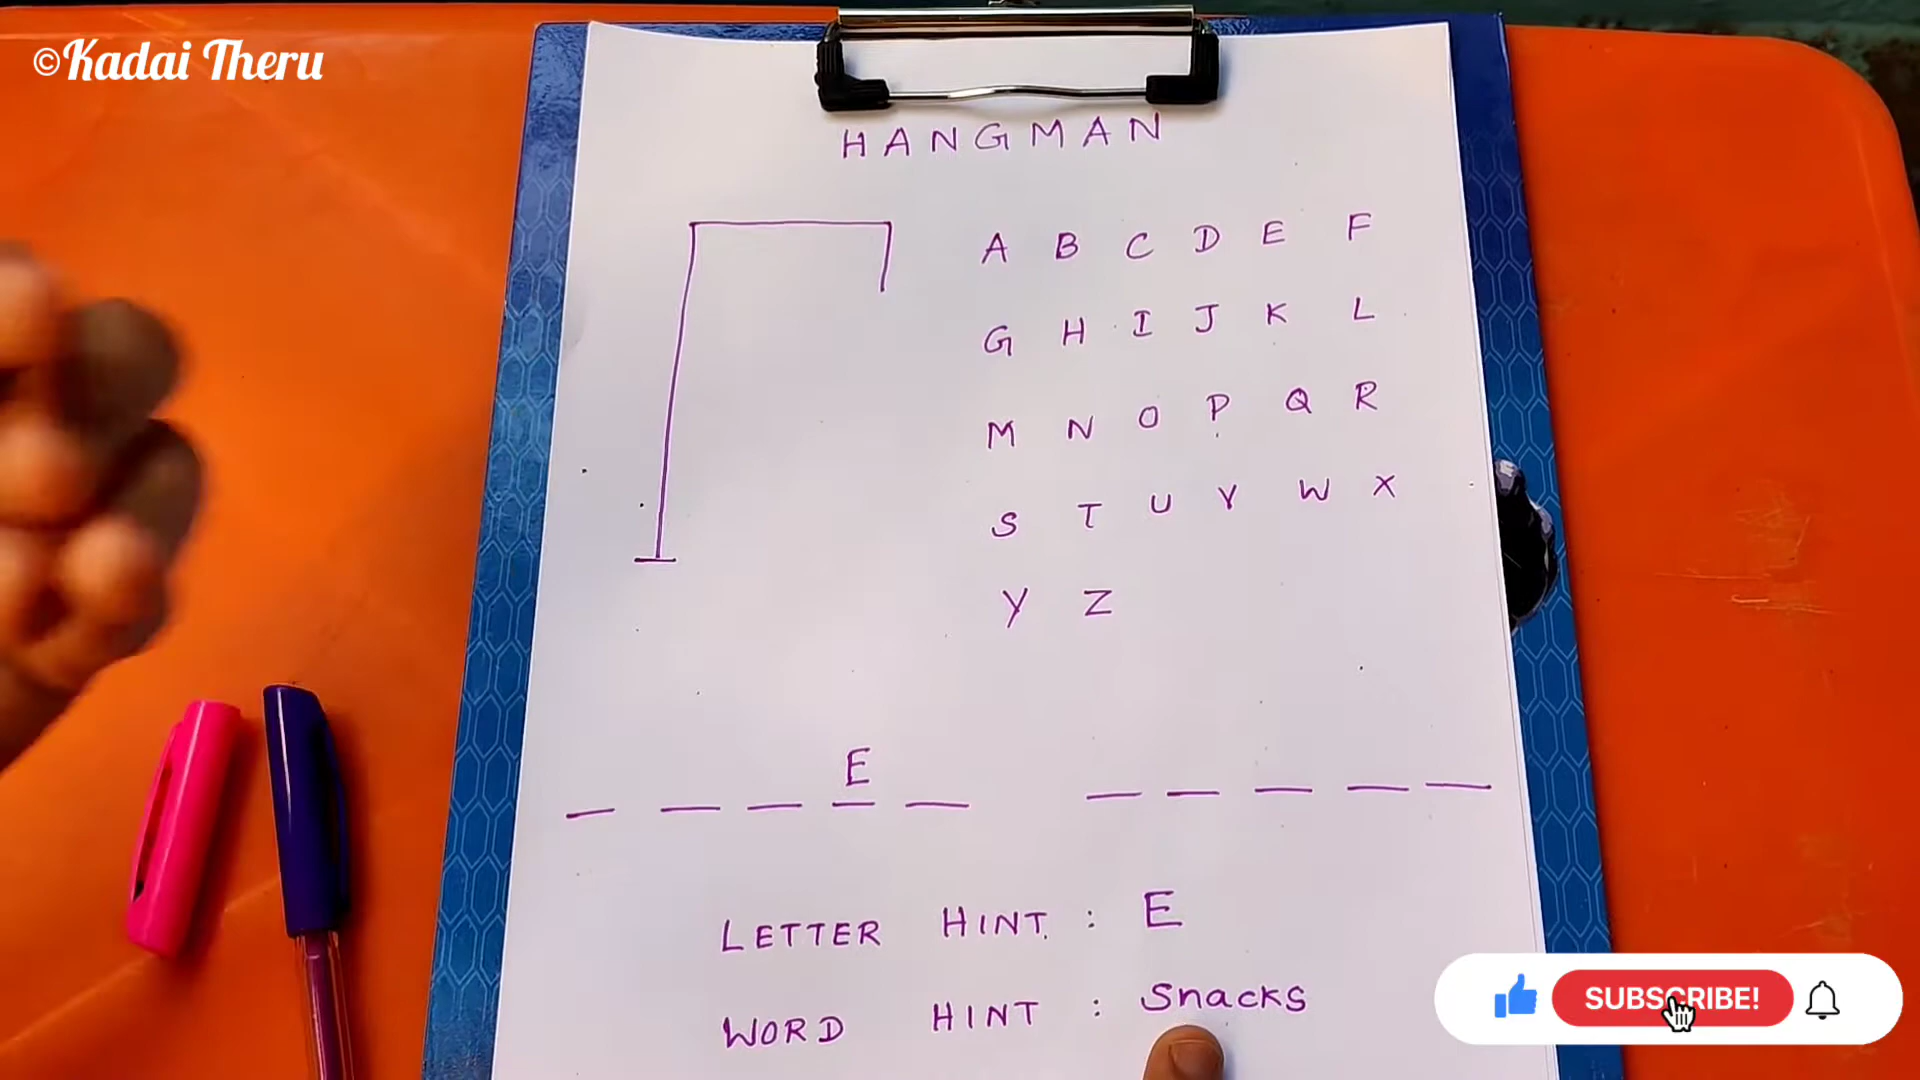 ©Kadai Theru
HANGMAN
A B C D E F
G H I J K L
M N O P Q R
S T U V W X
Y Z
E
LETTER HINT : E
WORD HINT : Snacks
SUBSCRIBE!